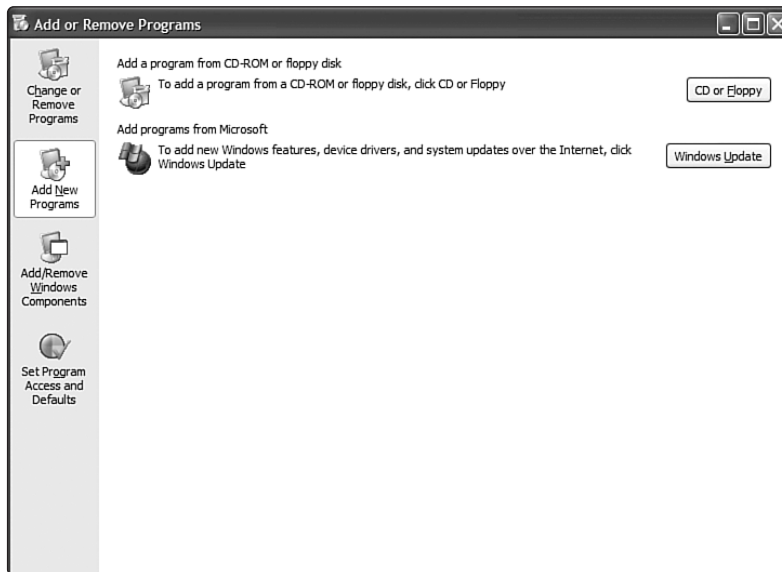 Add or Remove Programs
Change or
Remove
Programs
Add New
Programs
Add/Remove
Windows
Components
Set Program
Access and
Defaults
Add a program from CD-ROM or floppy disk
To add a program from a CD-ROM or floppy disk, click CD or Floppy
CD or Floppy
Add programs from Microsoft
To add new Windows features, device drivers, and system updates over the Internet, click
Windows Update
Windows Update